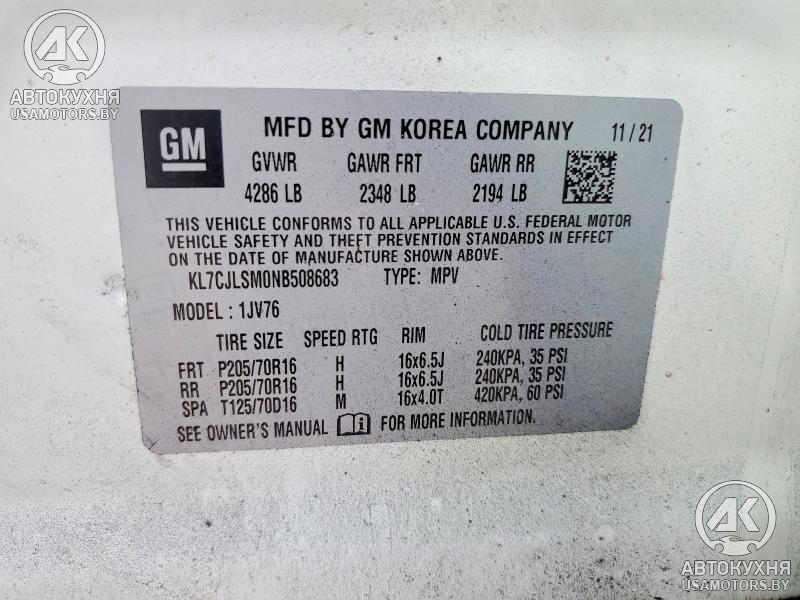 AK
АВТОКУХНЯ
USAMOTORS.BY
GM MFD BY GM KOREA COMPANY 11/21
GVWR GAWR FRT GAWR RR
4286 LB 2348 LB 2194 LB
THIS VEHICLE CONFORMS TO ALL APPLICABLE U.S. FEDERAL MOTOR
VEHICLE SAFETY AND THEFT PREVENTION STANDARDS IN EFFECT
ON THE DATE OF MANUFACTURE SHOWN ABOVE.
KL7CJLSM0NB508683 TYPE: MPV
MODEL : 1JV76
TIRE SIZE SPEED RTG RIM COLD TIRE PRESSURE
FRT P205/70R16 H 16x6.5J 240KPA, 35 PSI
RR P205/70R16 H 16x6.5J 240KPA, 35 PSI
SPA T125/70D16 M 16x4.0T 420KPA, 60 PSI
SEE OWNER'S MANUAL i FOR MORE INFORMATION.
AK
АВТОКУХНЯ
USAMOTORS.BY